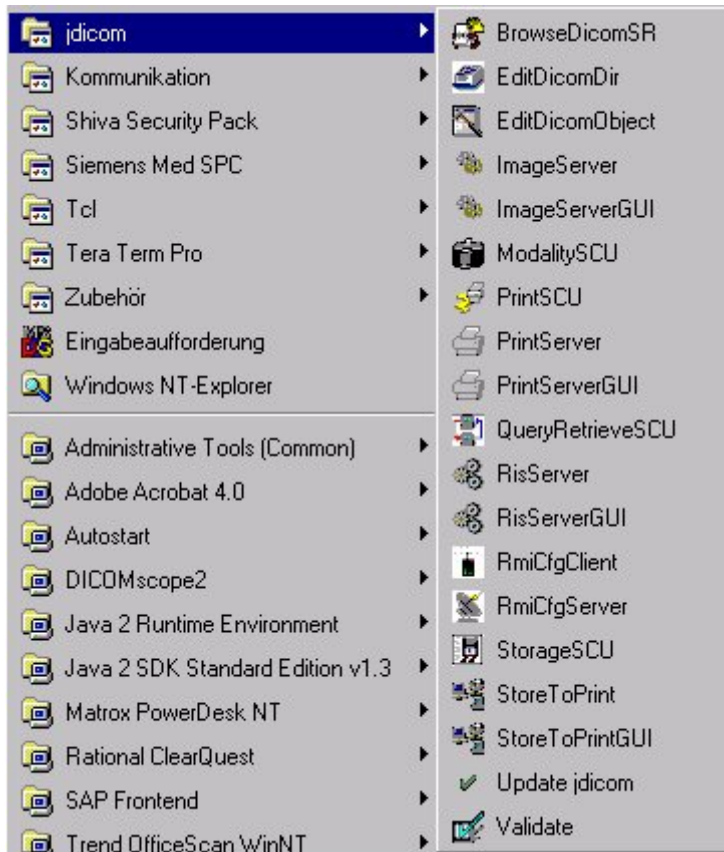 jdicom
Kommunikation
Shiva Security Pack
Siemens Med SPC
Tcl
Tera Term Pro
Zubehör
Eingabeaufforderung
Windows NT-Explorer
Administrative Tools (Common)
Adobe Acrobat 4.0
Autostart
DICOMscope2
Java 2 Runtime Environment
Java 2 SDK Standard Edition v1.3
Matrox PowerDesk NT
Rational ClearQuest
SAP Frontend
Trend OfficeScan WinNT
BrowseDicomSR
EditDicomDir
EditDicomObject
ImageServer
ImageServerGUI
ModalitySCU
PrintSCU
PrintServer
PrintServerGUI
QueryRetrieveSCU
RisServer
RisServerGUI
RmiCfgClient
RmiCfgServer
StorageSCU
StoreToPrint
StoreToPrintGUI
Update jdicom
Validate